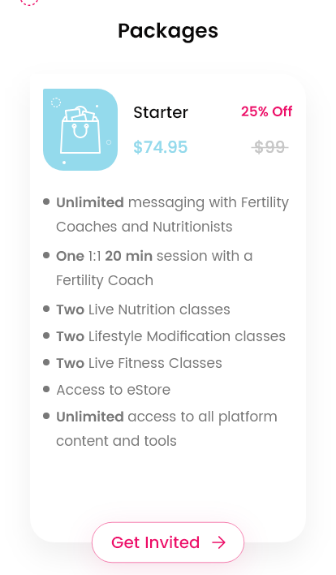 Packages
Starter
25% Off
$74.95
$99
Unlimited messaging with Fertility
Coaches and Nutritionists
One 1:1 20 min session with a
Fertility Coach
Two Live Nutrition classes
Two Lifestyle Modification classes
Two Live Fitness Classes
Access to eStore
Unlimited access to all platform
content and tools
Get Invited →